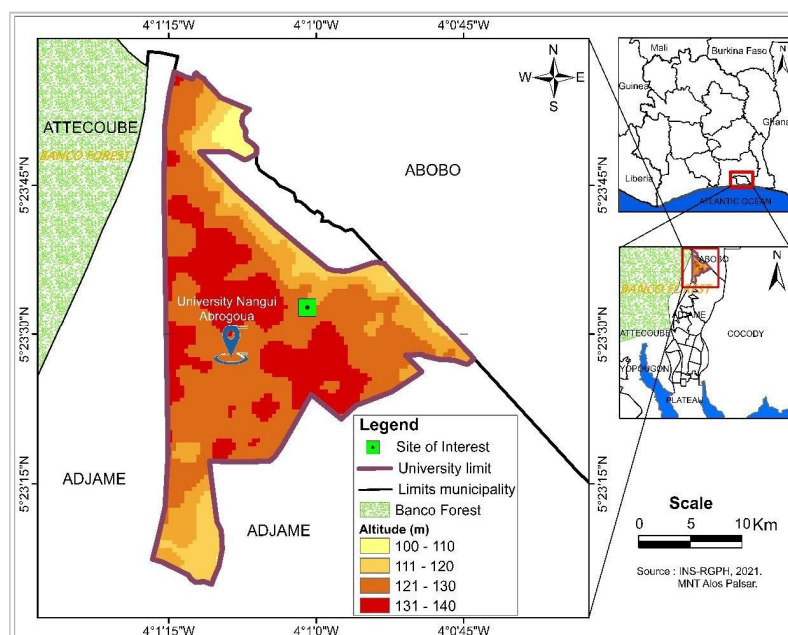 4°1'15"W
4°1'0"W
4°0'45"W
N
W
E
S
ATTECOUBE
BANCO FOREST
ABOBO
5°23'45"N
5°23'45"N
University Nangui
Abrogoua
5°23'30"N
5°23'30"N
5°23'15"N
5°23'15"N
ADJAME
ADJAME
Legend
Site of Interest
University limit
Limits municipality
Banco Forest
Altitude (m)
100 - 110
111 - 120
121 - 130
131 - 140
4°1'15"W
4°1'0"W
4°0'45"W
Mali
Burkina Faso
N
Guinea
Ghana
Liberia
ATLANTIC OCEAN
ABOBO
N
BANCO FOREST
ADJAME
ATTECOUBE
COCODY
YOPOUGON
PLATEAU
Scale
0 5 10 Km
Source : INS-RGPH, 2021.
MNT Alos Palsar.